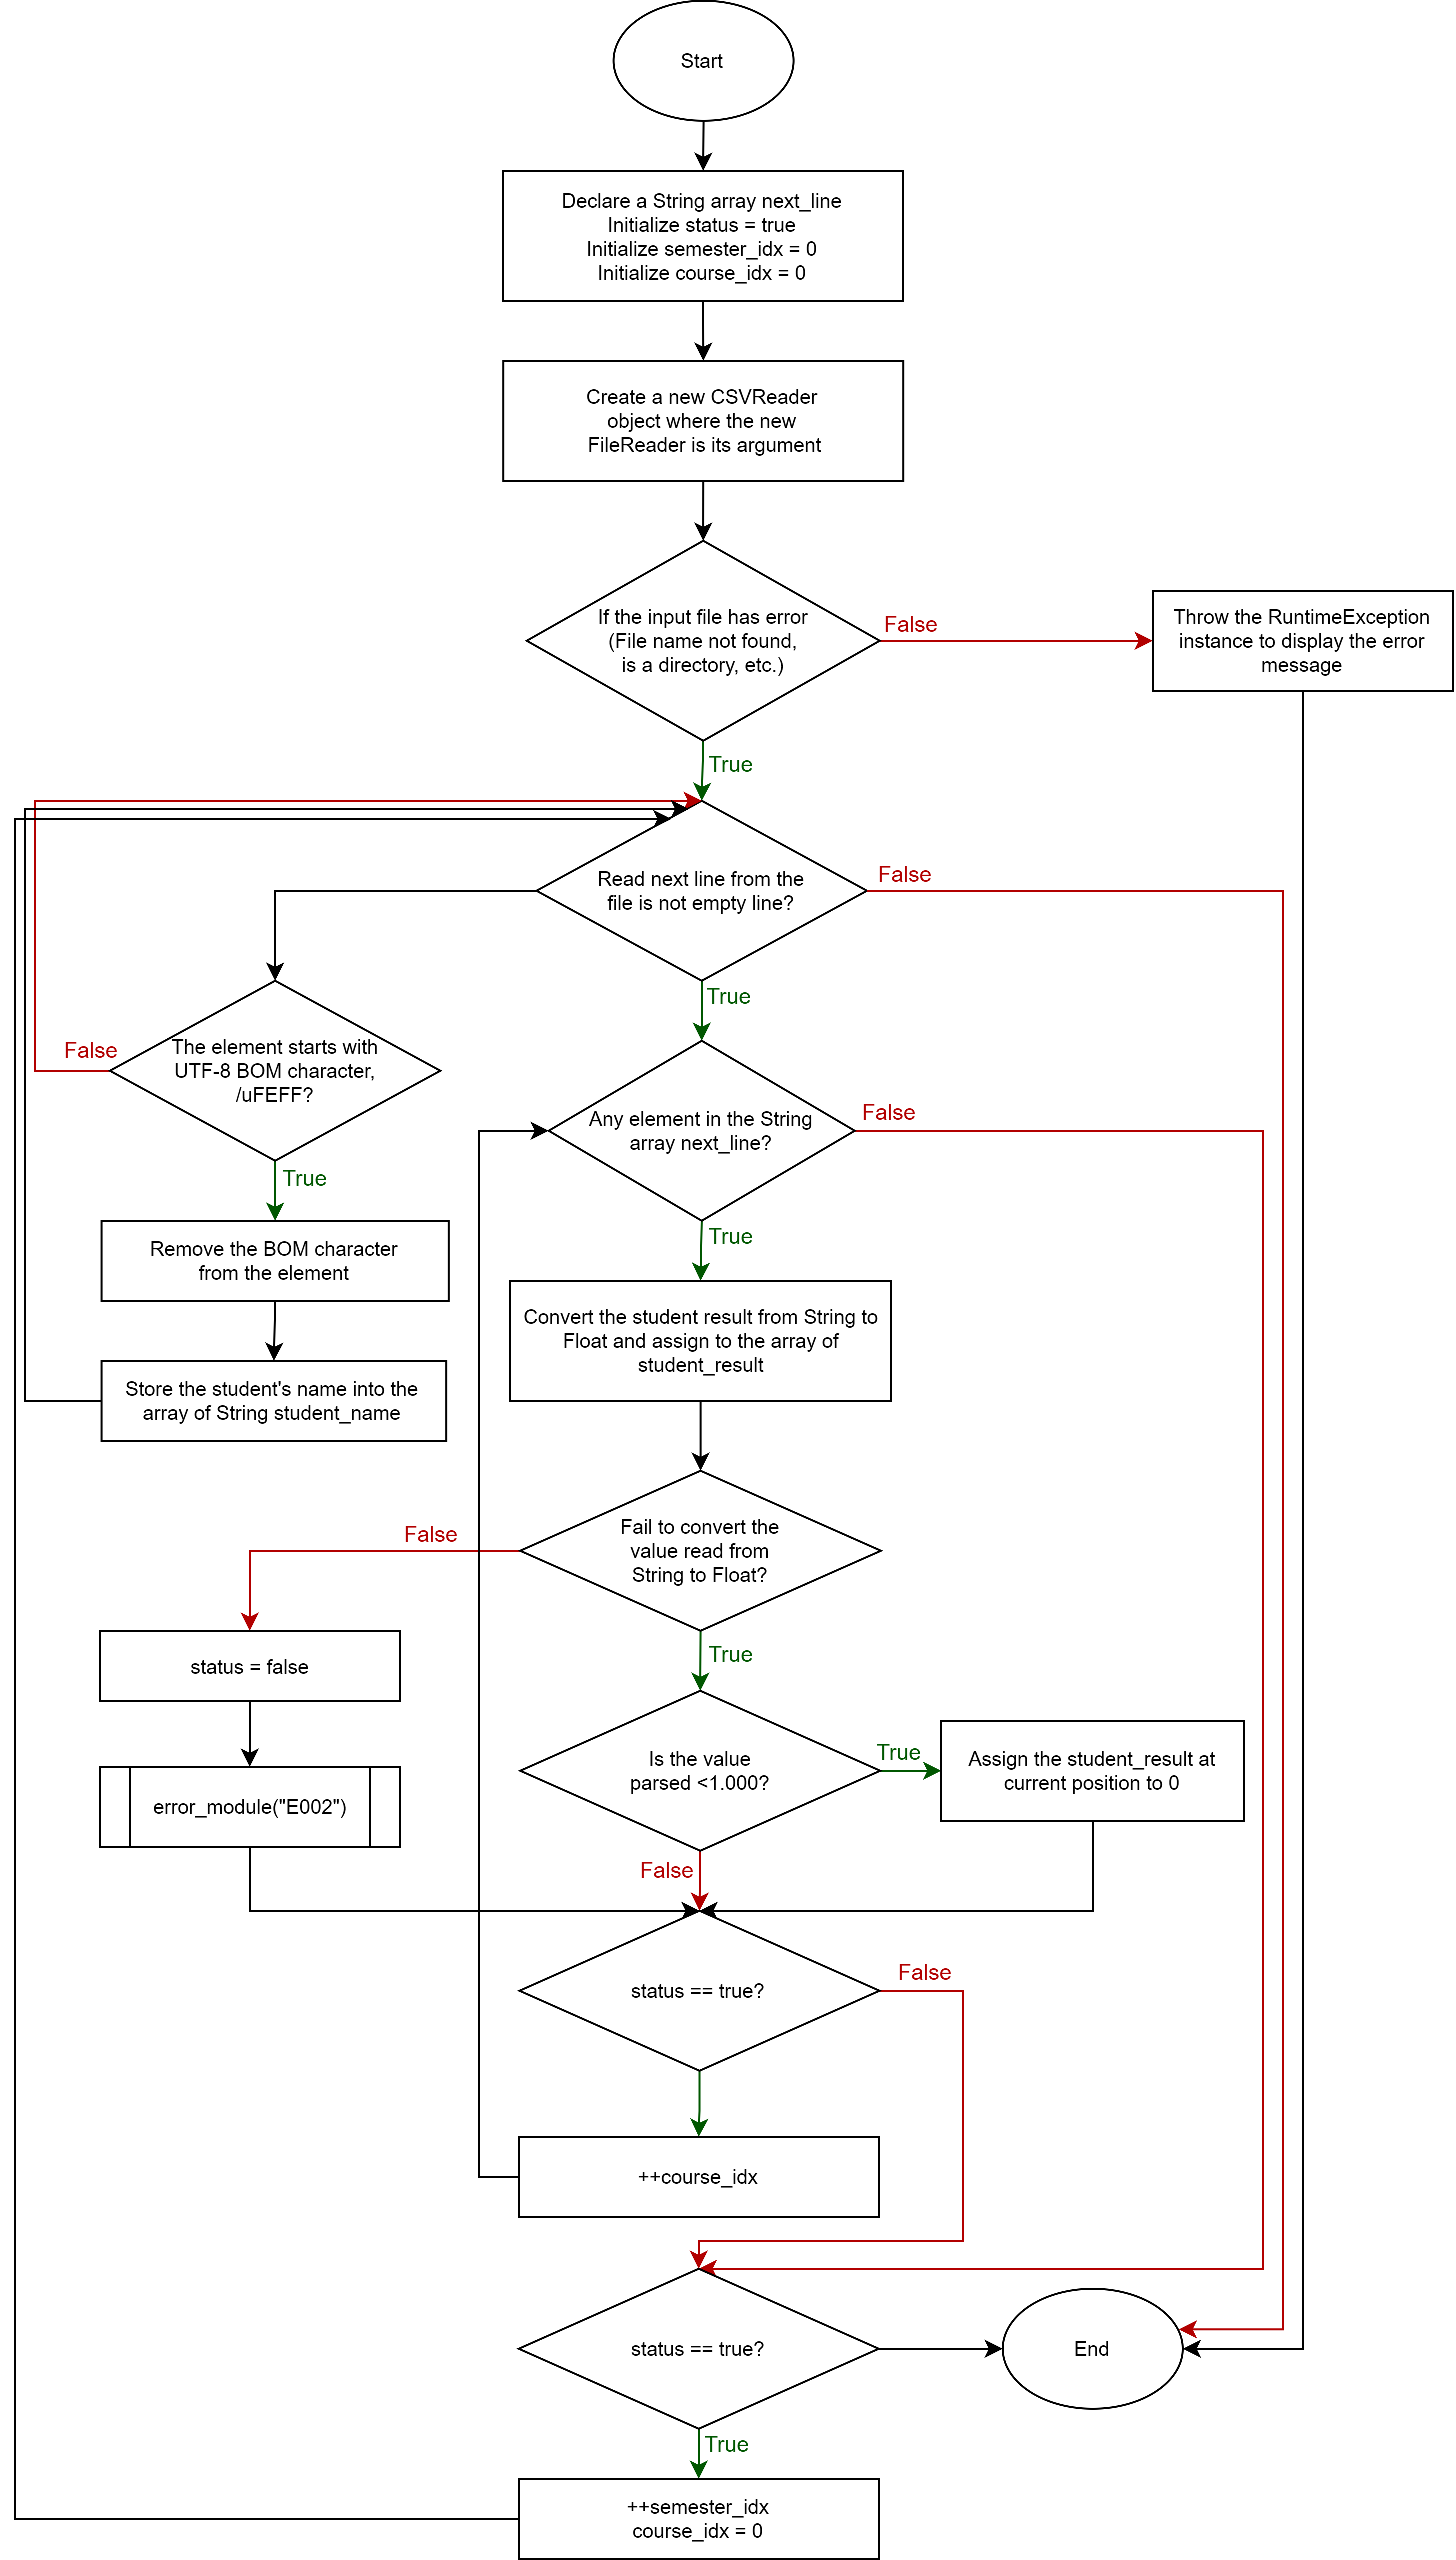 Start
Declare a String array next_line
Initialize status = true
Initialize semester_idx = 0
Initialize course_idx = 0
Create a new CSVReader
object where the new
FileReader is its argument
If the input file has error
(File name not found,
is a directory, etc.)
False
Throw the RuntimeException
instance to display the error
message
True
Read next line from the
file is not empty line?
False
True
The element starts with
UTF-8 BOM character,
/uFEFF?
False
True
Remove the BOM character
from the element
Store the student's name into the
array of String student_name
Any element in the String
array next_line?
False
True
Convert the student result from String to
Float and assign to the array of
student_result
Fail to convert the
value read from
String to Float?
False
status = false
error_module("E002")
True
Is the value
parsed <1.000?
True
Assign the student_result at
current position to 0
False
status == true?
False
++course_idx
status == true?
End
True
++semester_idx
course_idx = 0